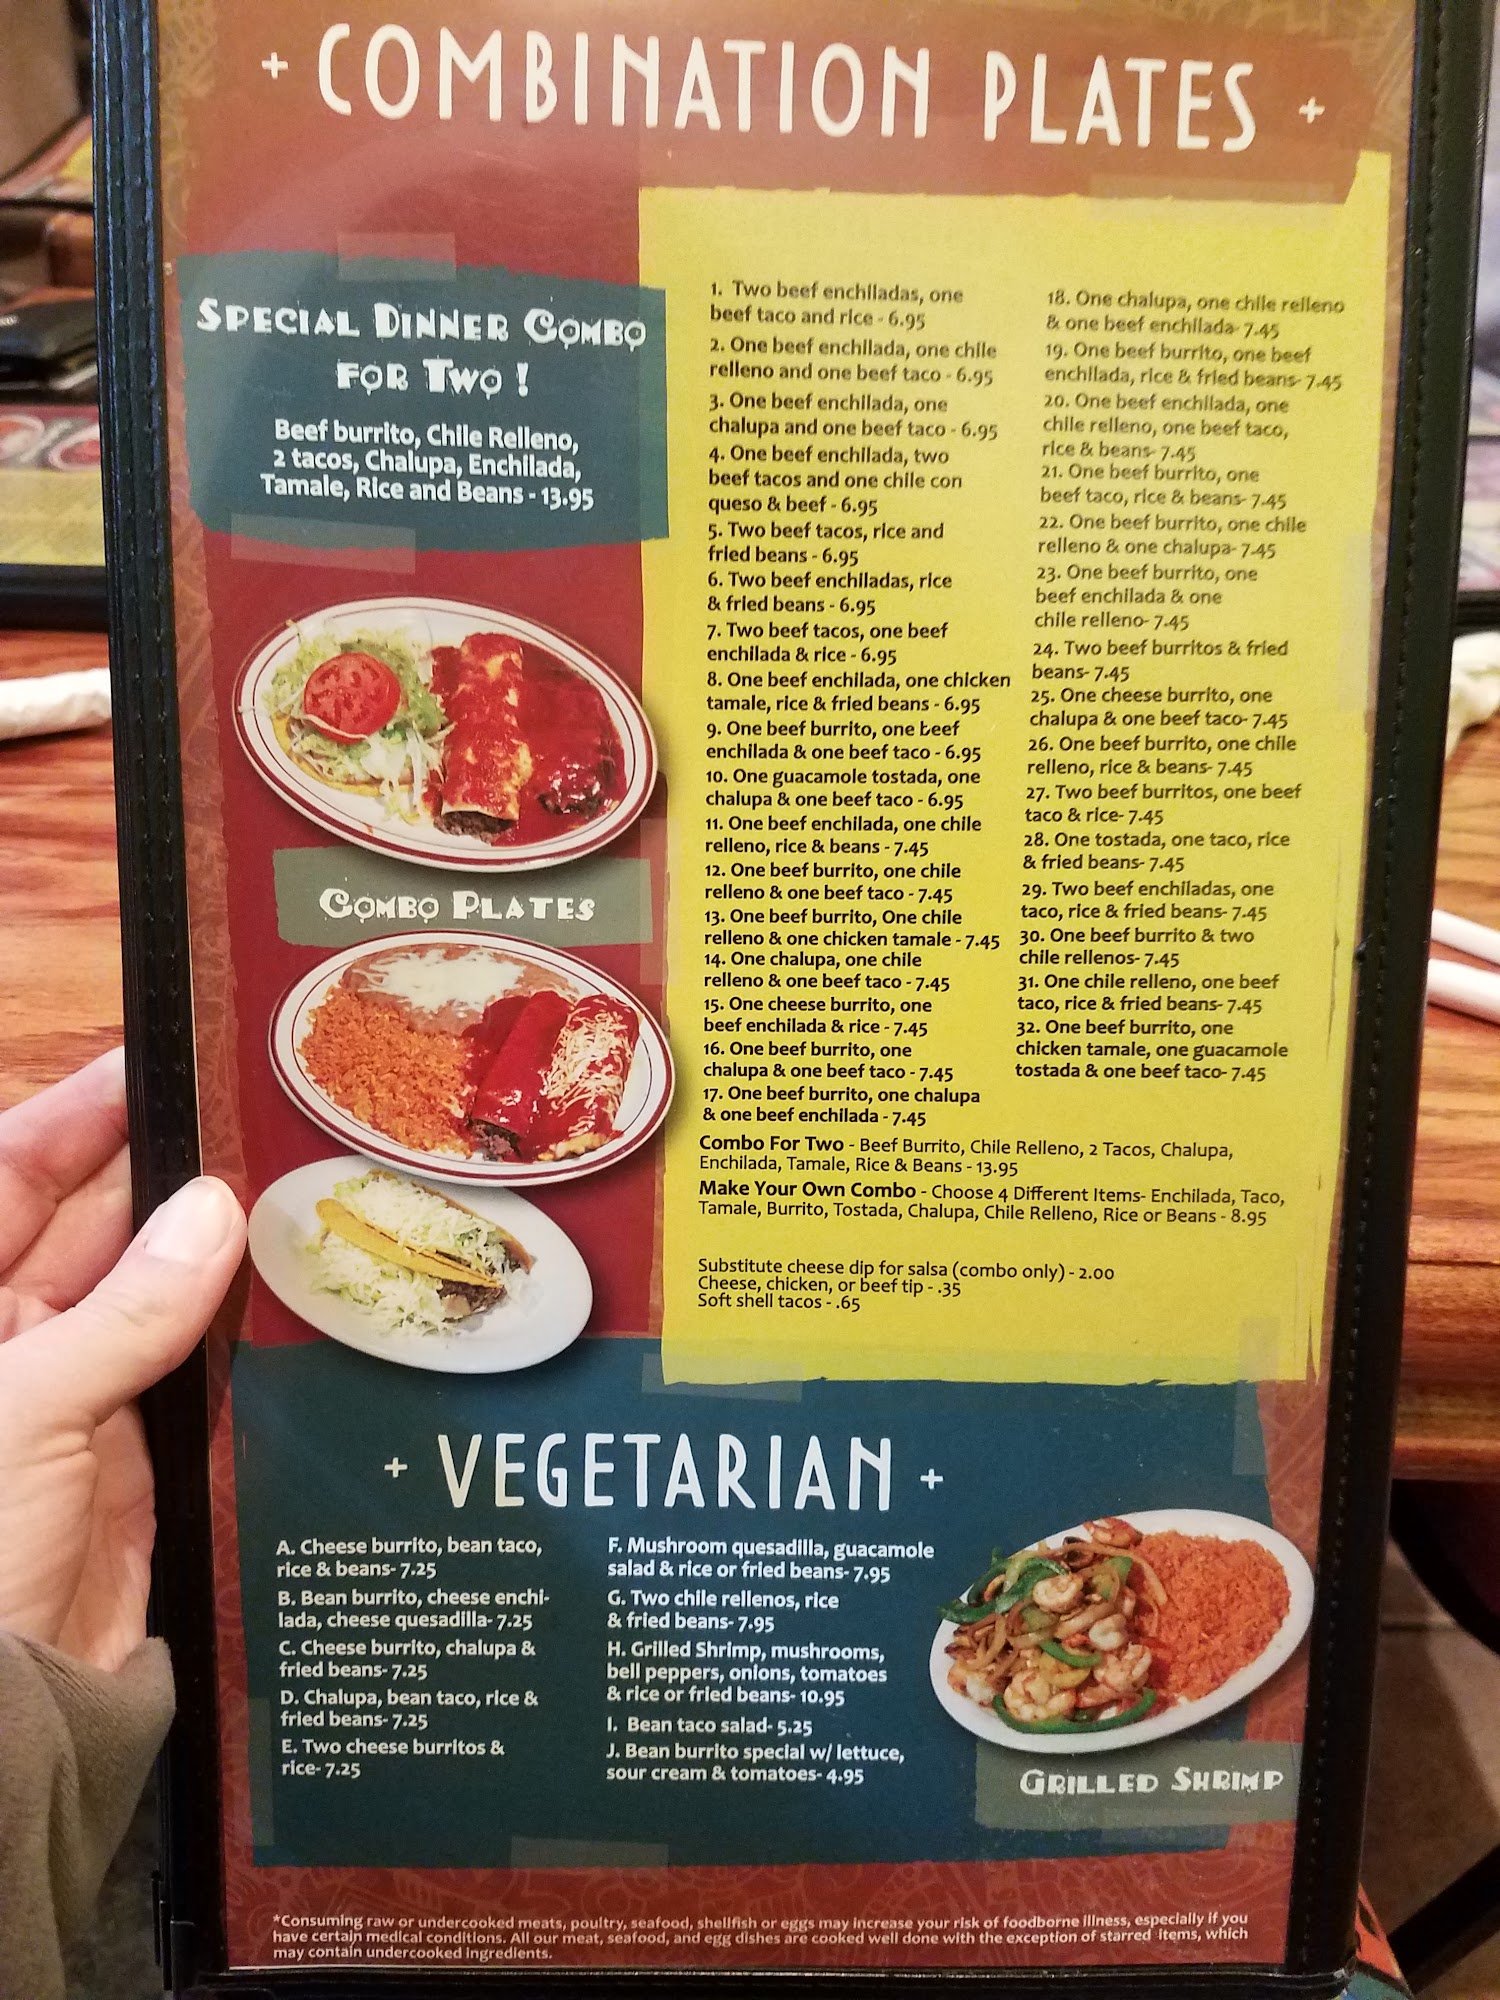 + COMBINATION PLATES +
SPECIAL DINNER COMBO
FOR TWO !
Beef burrito, Chile Relleno,
2 tacos, Chalupa, Enchilada,
Tamale, Rice and Beans - 13.95
COMBO PLATES
1. Two beef enchiladas, one
beef taco and rice - 6.95
2. One beef enchilada, one chile
relleno and one beef taco - 6.95
3. One beef enchilada, one
chalupa and one beef taco - 6.95
4. One beef enchilada, two
beef tacos and one chile con
queso & beef - 6.95
5. Two beef tacos, rice and
fried beans - 6.95
6. Two beef enchiladas, rice
& fried beans - 6.95
7. Two beef tacos, one beef
enchilada & rice - 6.95
8. One beef enchilada, one chicken
tamale, rice & fried beans - 6.95
9. One beef burrito, one beef
enchilada & one beef taco - 6.95
10. One guacamole tostada, one
chalupa & one beef taco - 6.95
11. One beef enchilada, one chile
relleno, rice & beans - 7.45
12. One beef burrito, one chile
relleno & one beef taco - 7.45
13. One beef burrito, One chile
relleno & one chicken tamale - 7.45
14. One chalupa, one chile
relleno & one beef taco - 7.45
15. One cheese burrito, one
beef enchilada & rice - 7.45
16. One beef burrito, one
chalupa & one beef taco - 7.45
17. One beef burrito, one chalupa
& one beef enchilada - 7.45
18. One chalupa, one chile relleno
& one beef enchilada- 7.45
19. One beef burrito, one beef
enchilada, rice & fried beans- 7.45
20. One beef enchilada, one
chile relleno, one beef taco,
rice & beans- 7.45
21. One beef burrito, one
beef taco, rice & beans- 7.45
22. One beef burrito, one chile
relleno & one chalupa- 7.45
23. One beef burrito, one
beef enchilada & one
chile relleno- 7.45
24. Two beef burritos & fried
beans- 7.45
25. One cheese burrito, one
chalupa & one beef taco- 7.45
26. One beef burrito, one chile
relleno, rice & beans- 7.45
27. Two beef burritos, one beef
taco & rice- 7.45
28. One tostada, one taco, rice
& fried beans- 7.45
29. Two beef enchiladas, one
taco, rice & fried beans- 7.45
30. One beef burrito & two
chile rellenos- 7.45
31. One chile relleno, one beef
taco, rice & fried beans- 7.45
32. One beef burrito, one
chicken tamale, one guacamole
tostada & one beef taco- 7.45
Combo For Two - Beef Burrito, Chile Relleno, 2 Tacos, Chalupa,
Enchilada, Tamale, Rice & Beans - 13.95
Make Your Own Combo - Choose 4 Different Items- Enchilada, Taco,
Tamale, Burrito, Tostada, Chalupa, Chile Relleno, Rice or Beans - 8.95
Substitute cheese dip for salsa (combo only) - 2.00
Cheese, chicken, or beef tip - .35
Soft shell tacos - .65
+ VEGETARIAN +
A. Cheese burrito, bean taco,
rice & beans- 7.25
B. Bean burrito, cheese enchi-
lada, cheese quesadilla- 7.25
C. Cheese burrito, chalupa &
fried beans- 7.25
D. Chalupa, bean taco, rice &
fried beans- 7.25
E. Two cheese burritos &
rice- 7.25
F. Mushroom quesadilla, guacamole
salad & rice or fried beans- 7.95
G. Two chile rellenos, rice
& fried beans- 7.95
H. Grilled Shrimp, mushrooms,
bell peppers, onions, tomatoes
& rice or fried beans- 10.95
I. Bean taco salad- 5.25
J. Bean burrito special w/ lettuce,
sour cream & tomatoes- 4.95
GRILLED SHRIMP
*Consuming raw or undercooked meats, poultry, seafood, shellfish or eggs may increase your risk of foodborne illness, especially if you
have certain medical conditions. All our meat, seafood, and egg dishes are cooked well done with the exception of starred items, which
may contain undercooked ingredients.